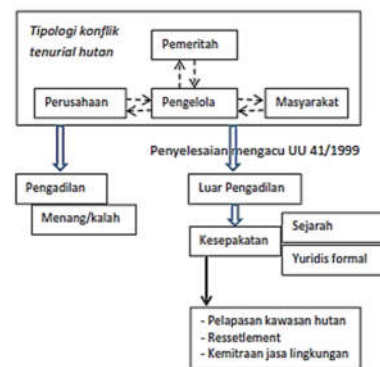 Tipologi konflik
tenurial hutan
Pemeritah
Perusahaan
Pengelola
Masyarakat
Penyelesaian mengacu UU 41/1999
Pengadilan
Menang/kalah
Luar Pengadilan
Kesepakatan
Sejarah
Yuridis formal
- Pelapasan kawasan hutan
- Ressetlement
- Kemitraan jasa lingkungan